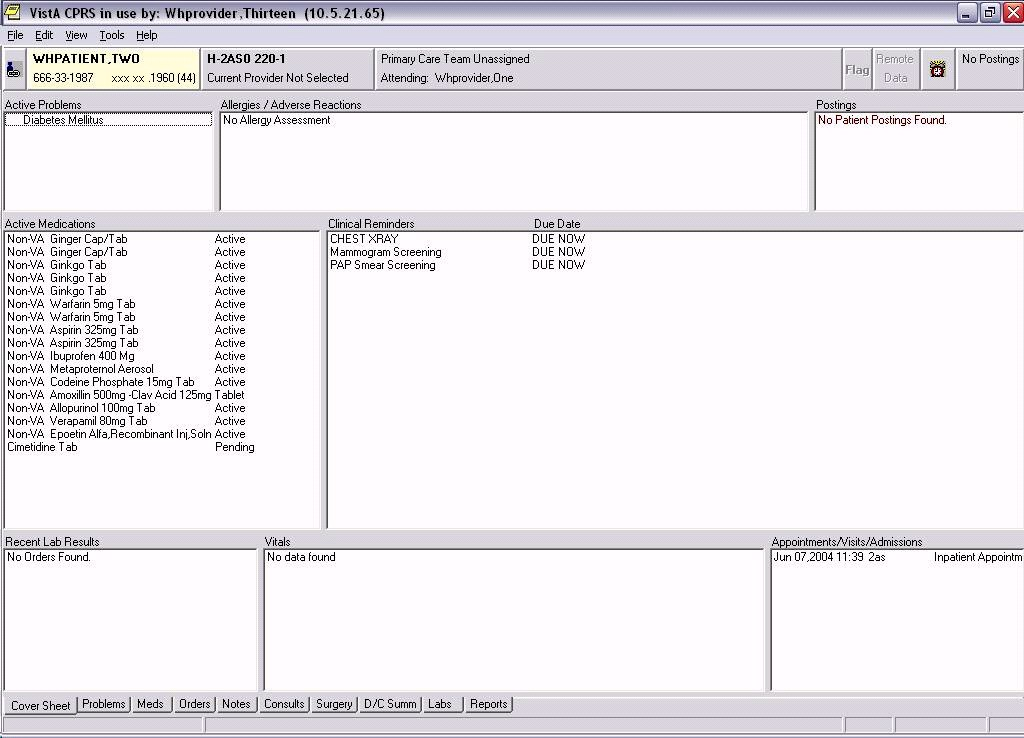 VistA CPRS in use by: Whprovider,Thirteen (10.5.21.65)
File Edit View Tools Help
WHPATIENT,TWO
666-33-1987 xxx xx .1960 (44)
H-2ASO 220-1
Current Provider Not Selected
Primary Care Team Unassigned
Attending: Whprovider,One
Flag
Remote
Data
No Postings
Active Problems
Diabetes Mellitus
Allergies / Adverse Reactions
No Allergy Assessment
Postings
No Patient Postings Found.
Active Medications
Non-VA Ginger Cap/Tab Active
Non-VA Ginger Cap/Tab Active
Non-VA Ginkgo Tab Active
Non-VA Ginkgo Tab Active
Non-VA Ginkgo Tab Active
Non-VA Warfarin 5mg Tab Active
Non-VA Warfarin 5mg Tab Active
Non-VA Aspirin 325mg Tab Active
Non-VA Aspirin 325mg Tab Active
Non-VA Ibuprofen 400 Mg Active
Non-VA Metaproternol Aerosol Active
Non-VA Codeine Phosphate 15mg Tab Active
Non-VA Amoxillin 500mg -Clav Acid 125mg Tablet
Non-VA Allopurinol 100mg Tab Active
Non-VA Verapamil 80mg Tab Active
Non-VA Epoetin Alfa,Recombinant Inj,Soln Active
Cimetidine Tab Pending
Clinical Reminders Due Date
CHEST XRAY DUE NOW
Mammogram Screening DUE NOW
PAP Smear Screening DUE NOW
Recent Lab Results
No Orders Found.
Vitals
No data found
Appointments/Visits/Admissions
Jun 07,2004 11:39 2as Inpatient Appointm
Cover Sheet Problems Meds Orders Notes Consults Surgery D/C Summ Labs Reports